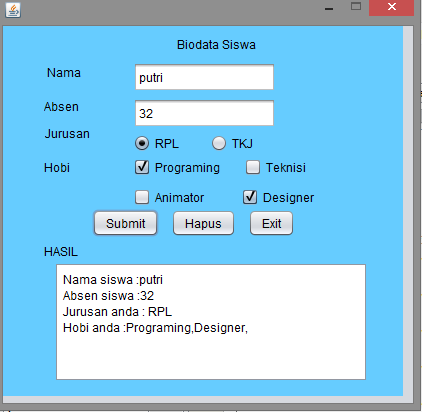 Biodata Siswa
Nama putri
Absen 32
Jurusan RPL TKJ
Hobi Programing Teknisi
Animator Designer
Submit Hapus Exit
HASIL
Nama siswa :putri
Absen siswa :32
Jurusan anda : RPL
Hobi anda :Programing,Designer,